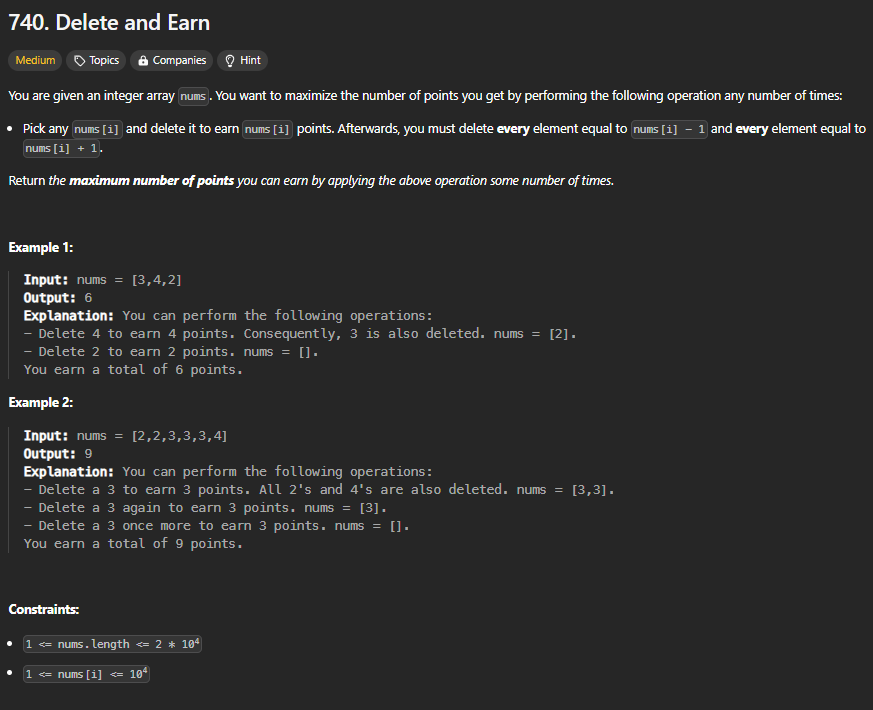 740. Delete and Earn
Medium Topics Companies Hint
You are given an integer array nums. You want to maximize the number of points you get by performing the following operation any number of times:
• Pick any nums[i] and delete it to earn nums[i] points. Afterwards, you must delete every element equal to nums[i] - 1 and every element equal to
nums[i] + 1.
Return the maximum number of points you can earn by applying the above operation some number of times.
Example 1:
Input: nums = [3,4,2]
Output: 6
Explanation: You can perform the following operations:
- Delete 4 to earn 4 points. Consequently, 3 is also deleted. nums = [2].
- Delete 2 to earn 2 points. nums = [].
You earn a total of 6 points.
Example 2:
Input: nums = [2,2,3,3,3,4]
Output: 9
Explanation: You can perform the following operations:
- Delete a 3 to earn 3 points. All 2's and 4's are also deleted. nums = [3,3].
- Delete a 3 again to earn 3 points. nums = [3].
- Delete a 3 once more to earn 3 points. nums = [].
You earn a total of 9 points.
Constraints:
• 1 <= nums.length <= 2 * 10⁴
• 1 <= nums[i] <= 10⁴